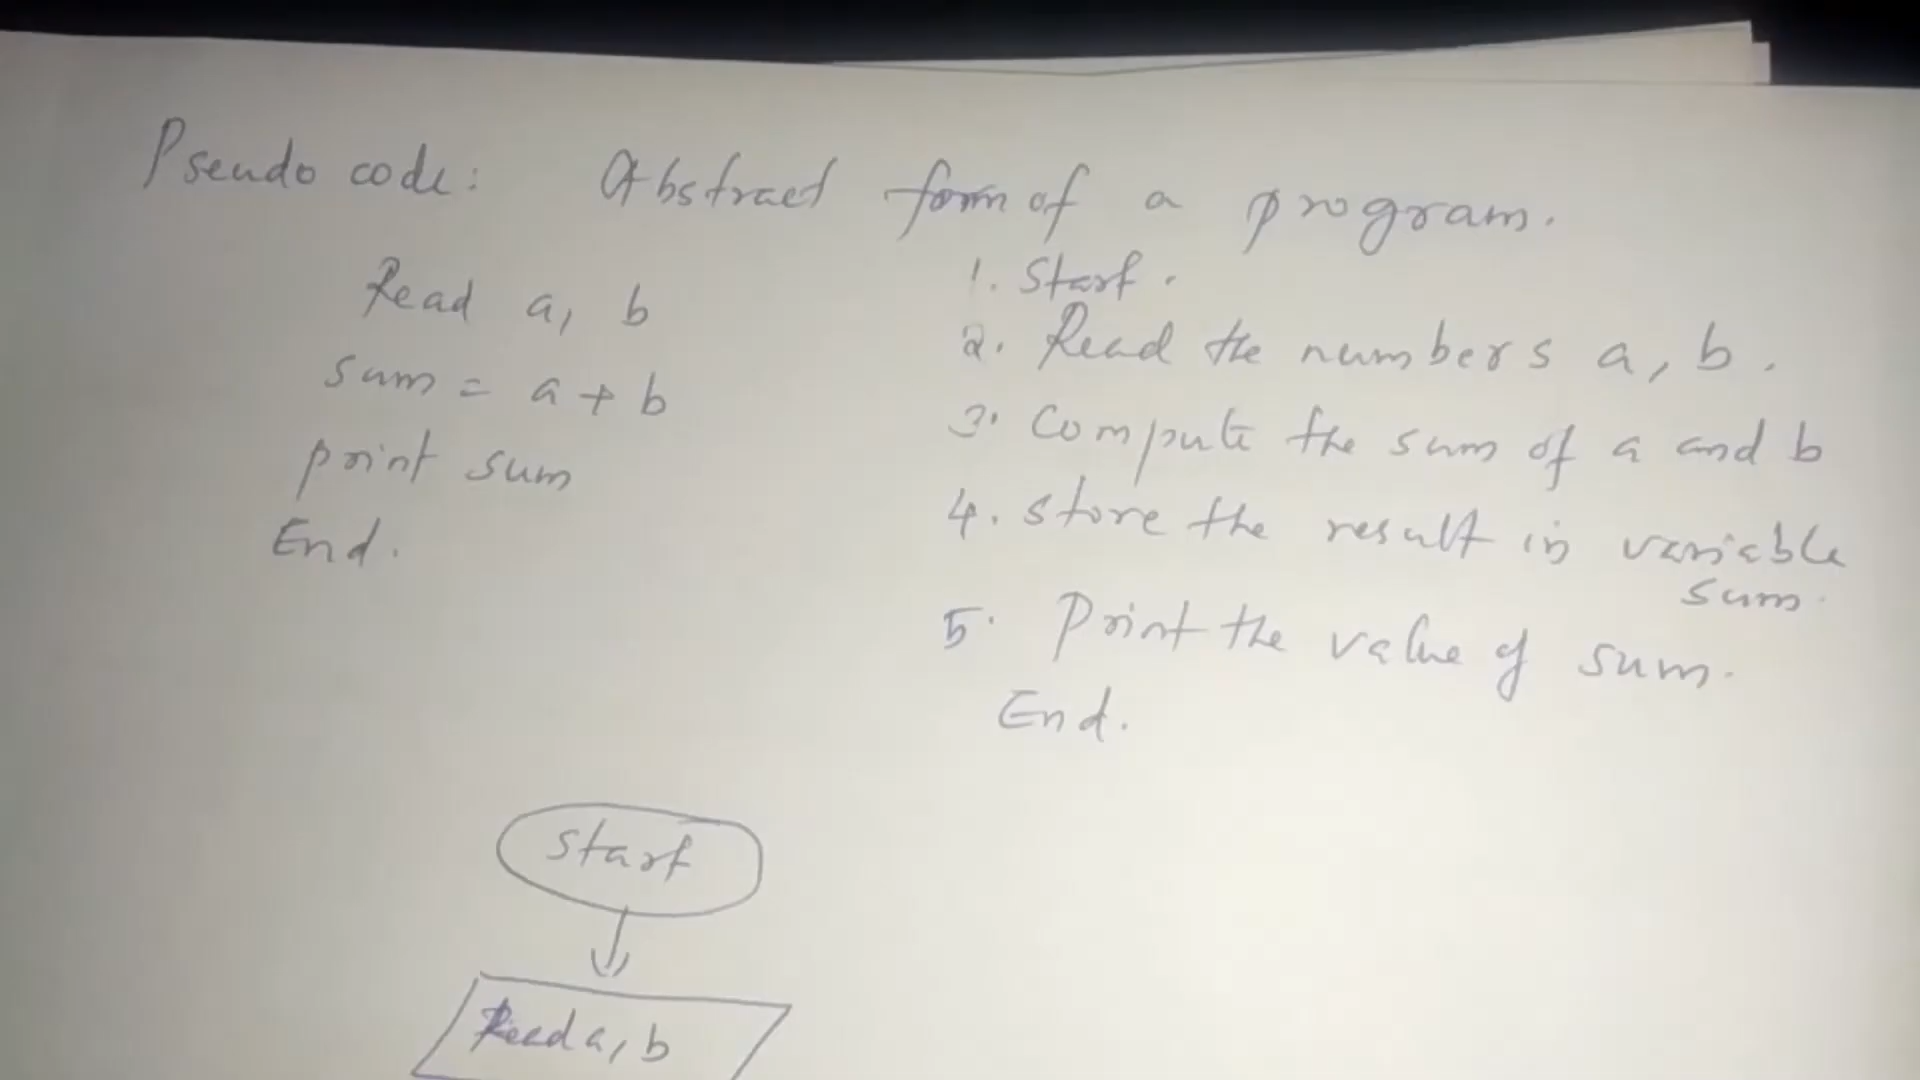 Pseudo code: Abstract form of a program.
Read a, b
sum = a + b
print sum
End.
1. Start.
2. Read the numbers a, b.
3. Compute the sum of a and b
4. store the result in variable
sum.
5. Print the value of sum.
End.
start
Read a, b